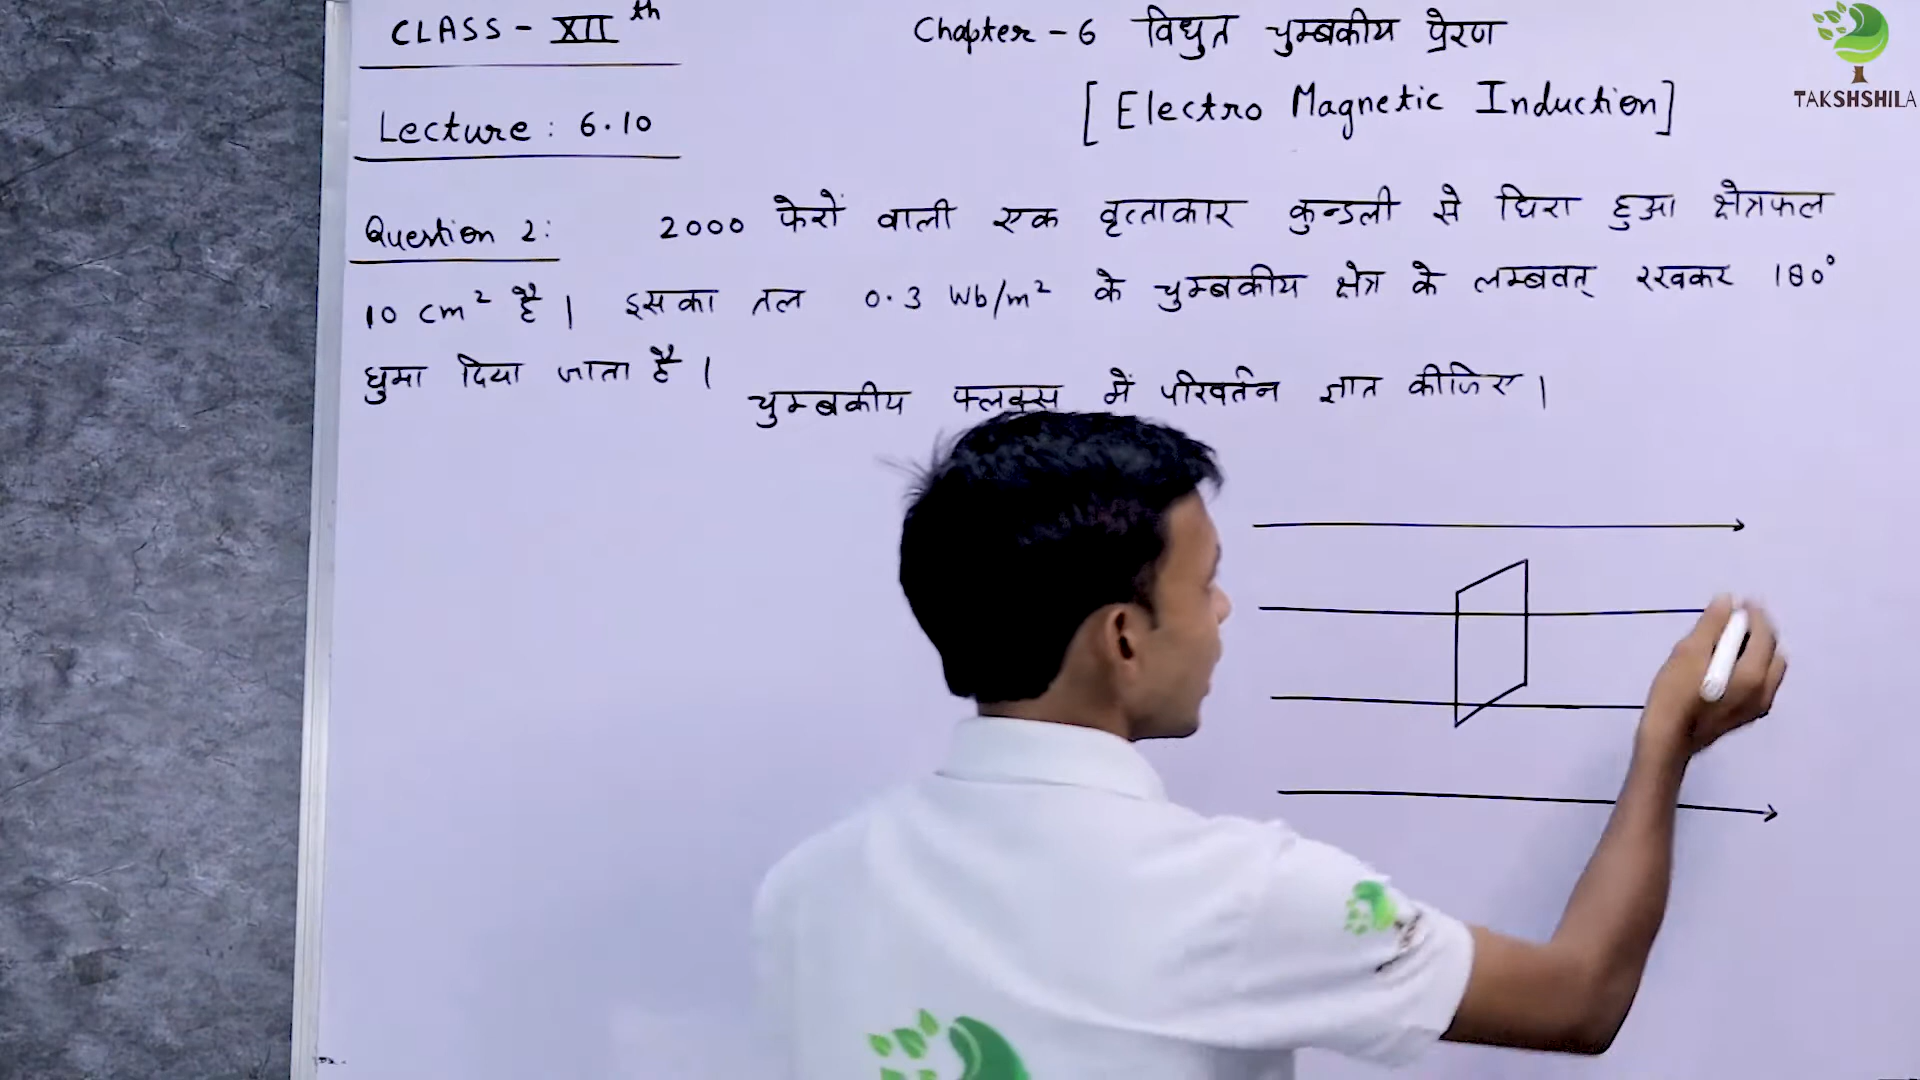 CLASS - XII th
Chapter - 6 विधुत चुम्बकीय प्रेरण
[Electro Magnetic Induction]
TAKSHSHILA
Lecture : 6.10
Question 2: 2000 फेरों वाली एक वृत्ताकार कुन्डली से घिरा हुआ क्षेत्रफल
10 cm² है। इसका तल 0.3 Wb/m² के चुम्बकीय क्षेत्र के लम्बवत् रखकर 180°
घुमा दिया जाता है। चुम्बकीय फ्लक्स में परिवर्तन ज्ञात कीजिए।